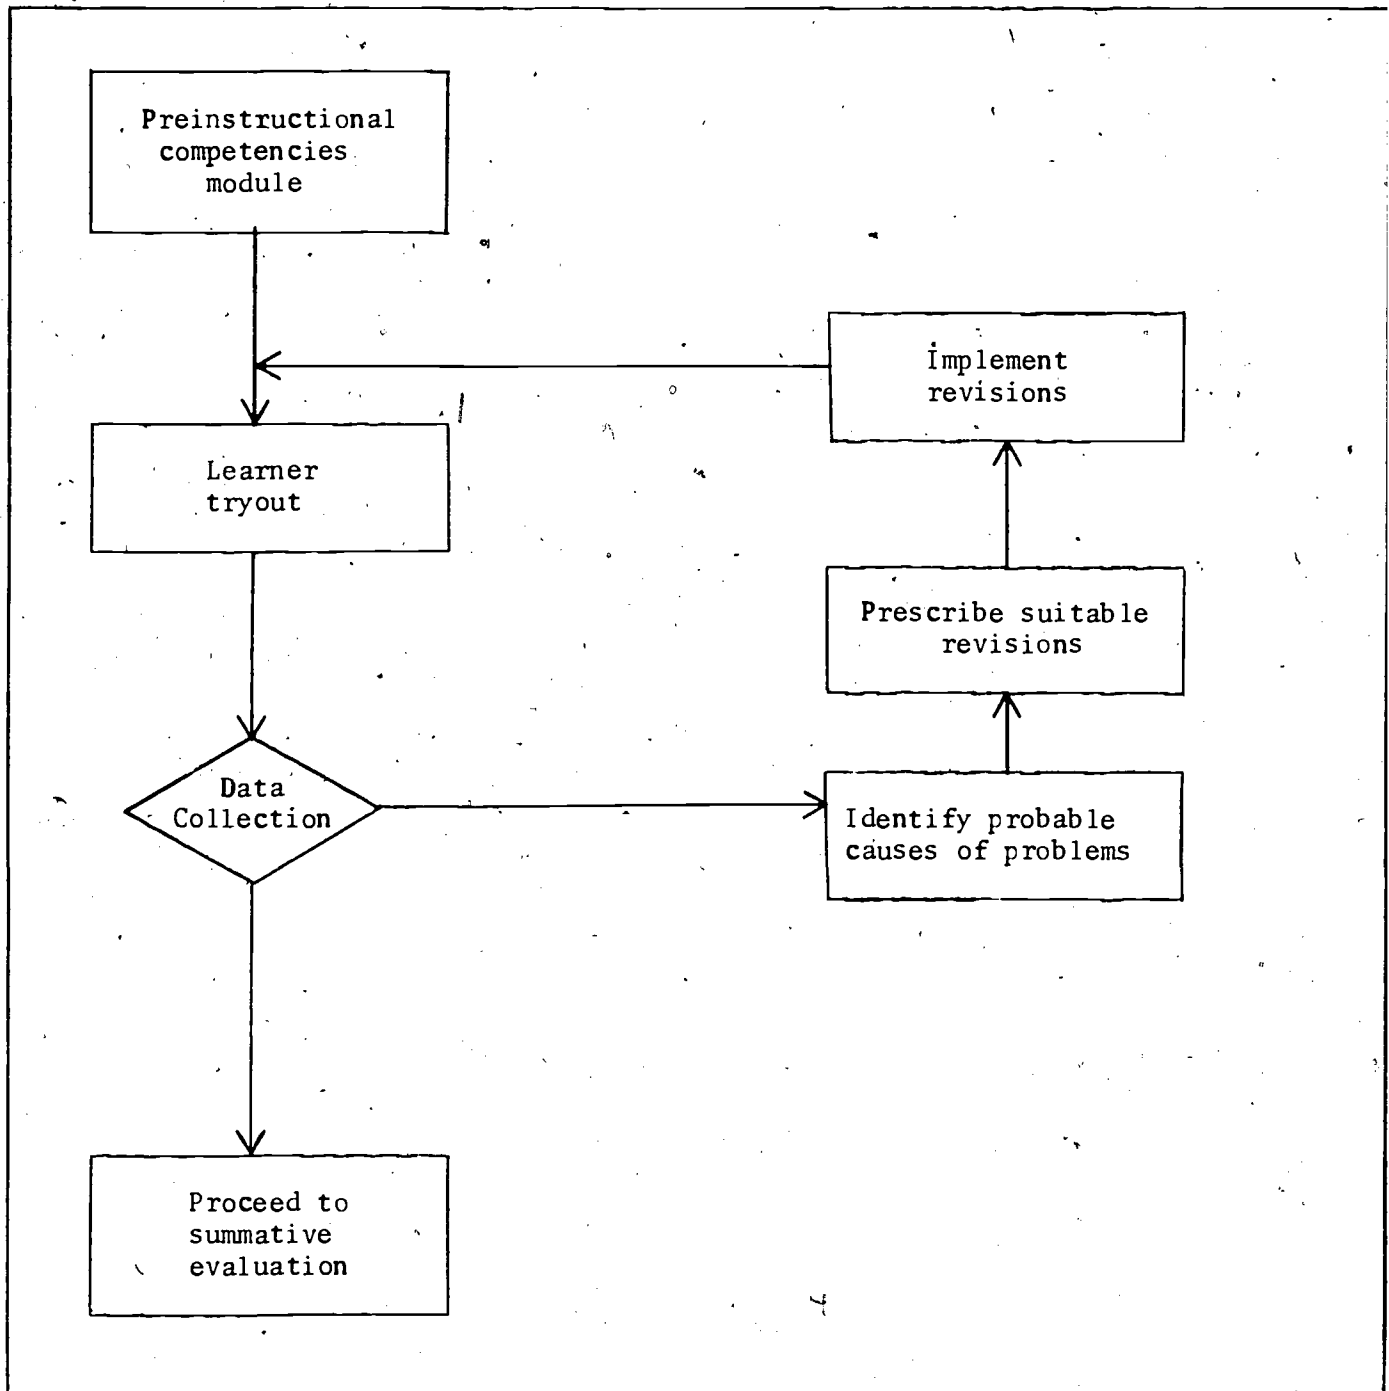 Preinstructional
competencies
module
Implement
revisions
Learner
tryout
Prescribe suitable
revisions
Data
Collection
Identify probable
causes of problems
Proceed to
summative
evaluation